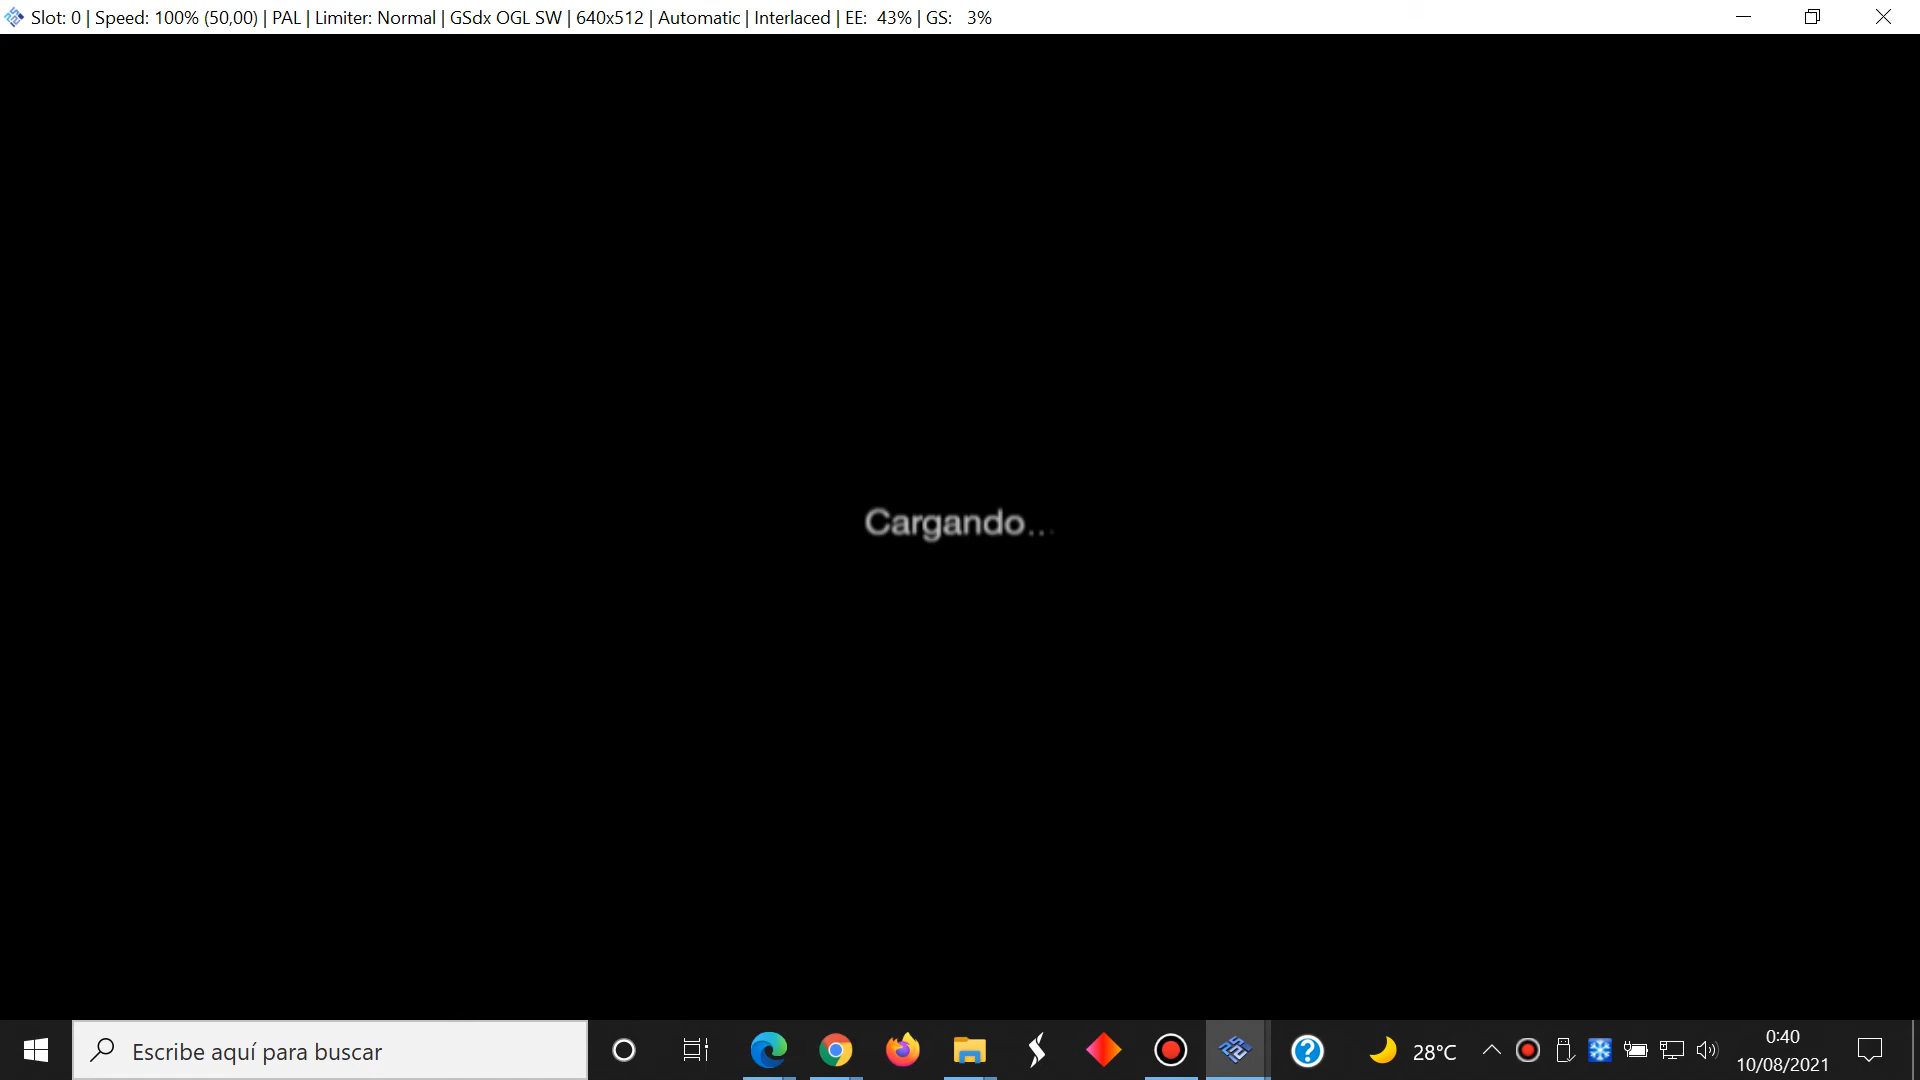 Slot: 0 | Speed: 100% (50,00) | PAL | Limiter: Normal | GSdx OGL SW | 640x512 | Automatic | Interlaced | EE: 43% | GS: 3%
Cargando...
Escribe aquí para buscar
28°C
0:40
10/08/2021